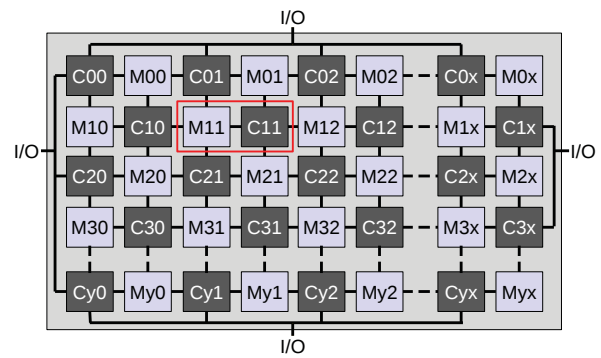 I/O
C00 M00 C01 M01 C02 M02 C0x M0x
M10 C10 M11 C11 M12 C12 M1x C1x
I/O I/O
C20 M20 C21 M21 C22 M22 C2x M2x
M30 C30 M31 C31 M32 C32 M3x C3x
Cy0 My0 Cy1 My1 Cy2 My2 Cyx Myx
I/O